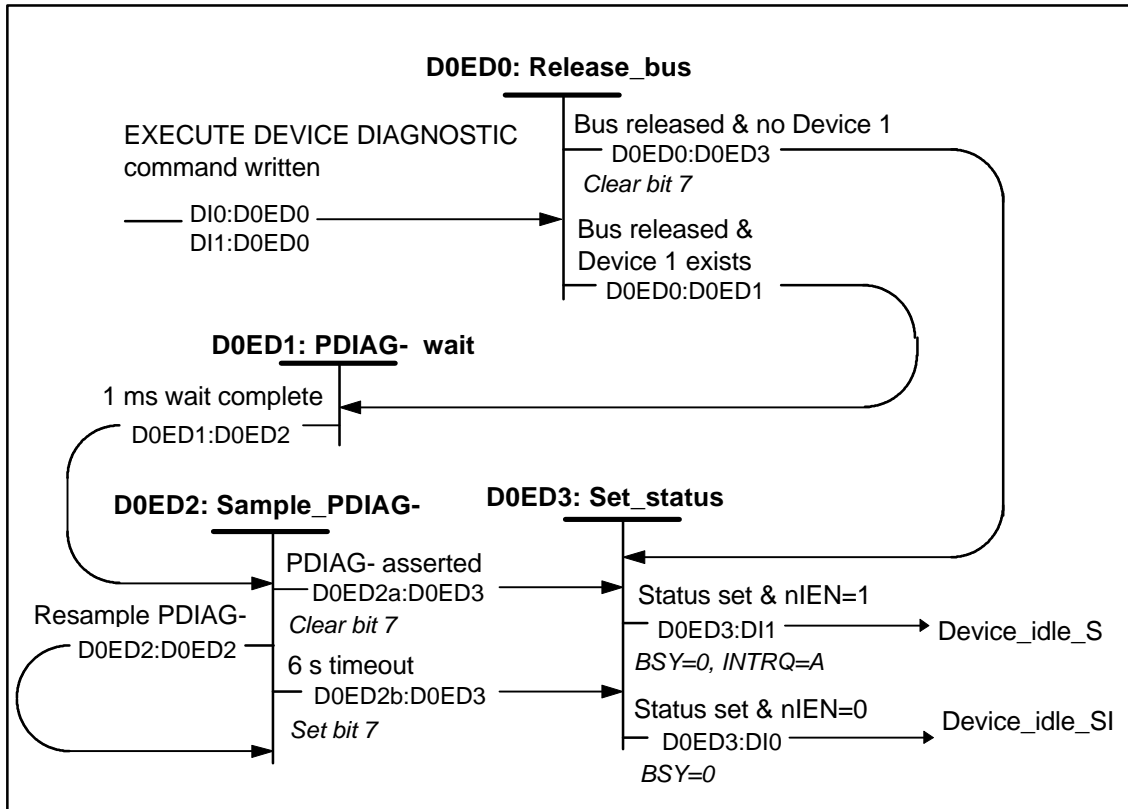 D0ED0: Release_bus
EXECUTE DEVICE DIAGNOSTIC
command written
DI0:D0ED0
DI1:D0ED0
Bus released & no Device 1
D0ED0:D0ED3
Clear bit 7
Bus released &
Device 1 exists
D0ED0:D0ED1
D0ED1: PDIAG- wait
1 ms wait complete
D0ED1:D0ED2
D0ED2: Sample_PDIAG-
PDIAG- asserted
D0ED2a:D0ED3
Clear bit 7
Resample PDIAG-
D0ED2:D0ED2
6 s timeout
D0ED2b:D0ED3
Set bit 7
D0ED3: Set_status
Status set & nIEN=1
D0ED3:DI1
BSY=0, INTRQ=A
Device_idle_S
Status set & nIEN=0
D0ED3:DI0
BSY=0
Device_idle_SI